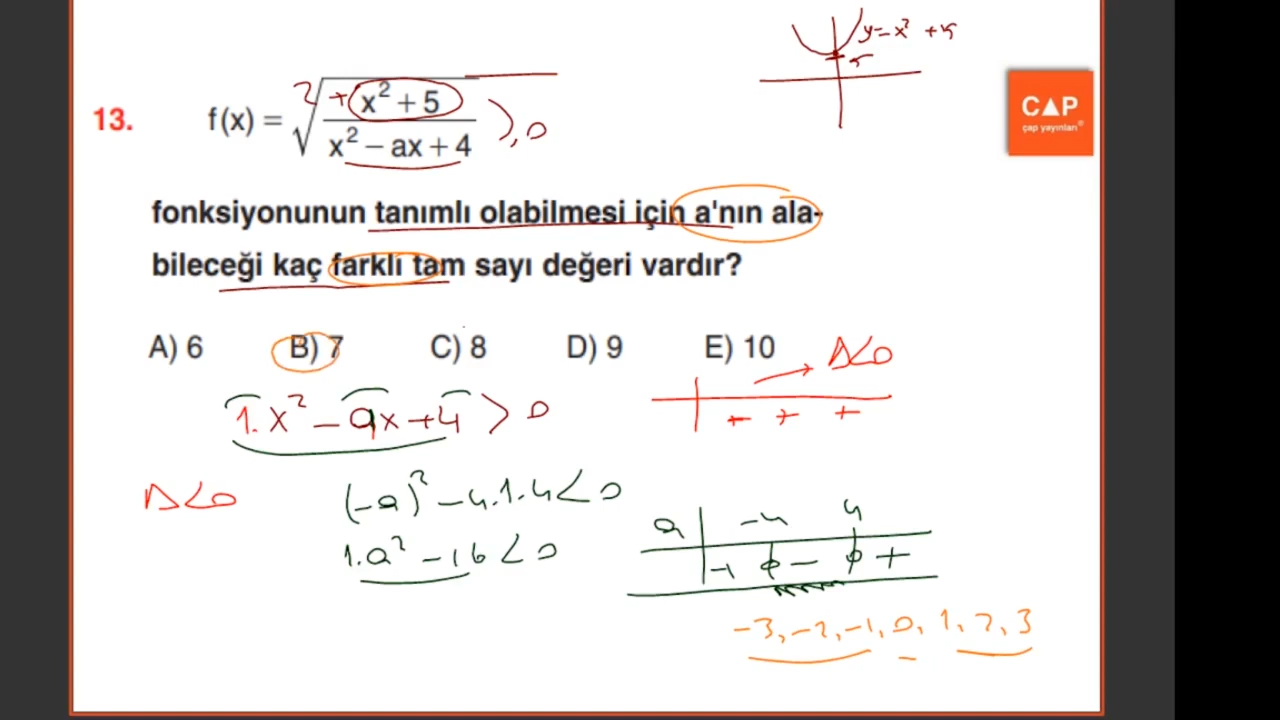 y=x² + 5
5
CAP
çap yayınları
13. f(x) = ²√ + x² + 5 / x² – ax + 4 ≥ 0
fonksiyonunun tanımlı olabilmesi için a'nın ala-
bileceği kaç farklı tam sayı değeri vardır?
A) 6 B) 7 C) 8 D) 9 E) 10
Δ<0
1.x² – ax + 4 > 0
+ + +
Δ<0 (–a)² – 4.1.4 < 0
a –4 4
1.a² – 16 < 0
+ – +
–3, –2, –1, 0, 1, 2, 3